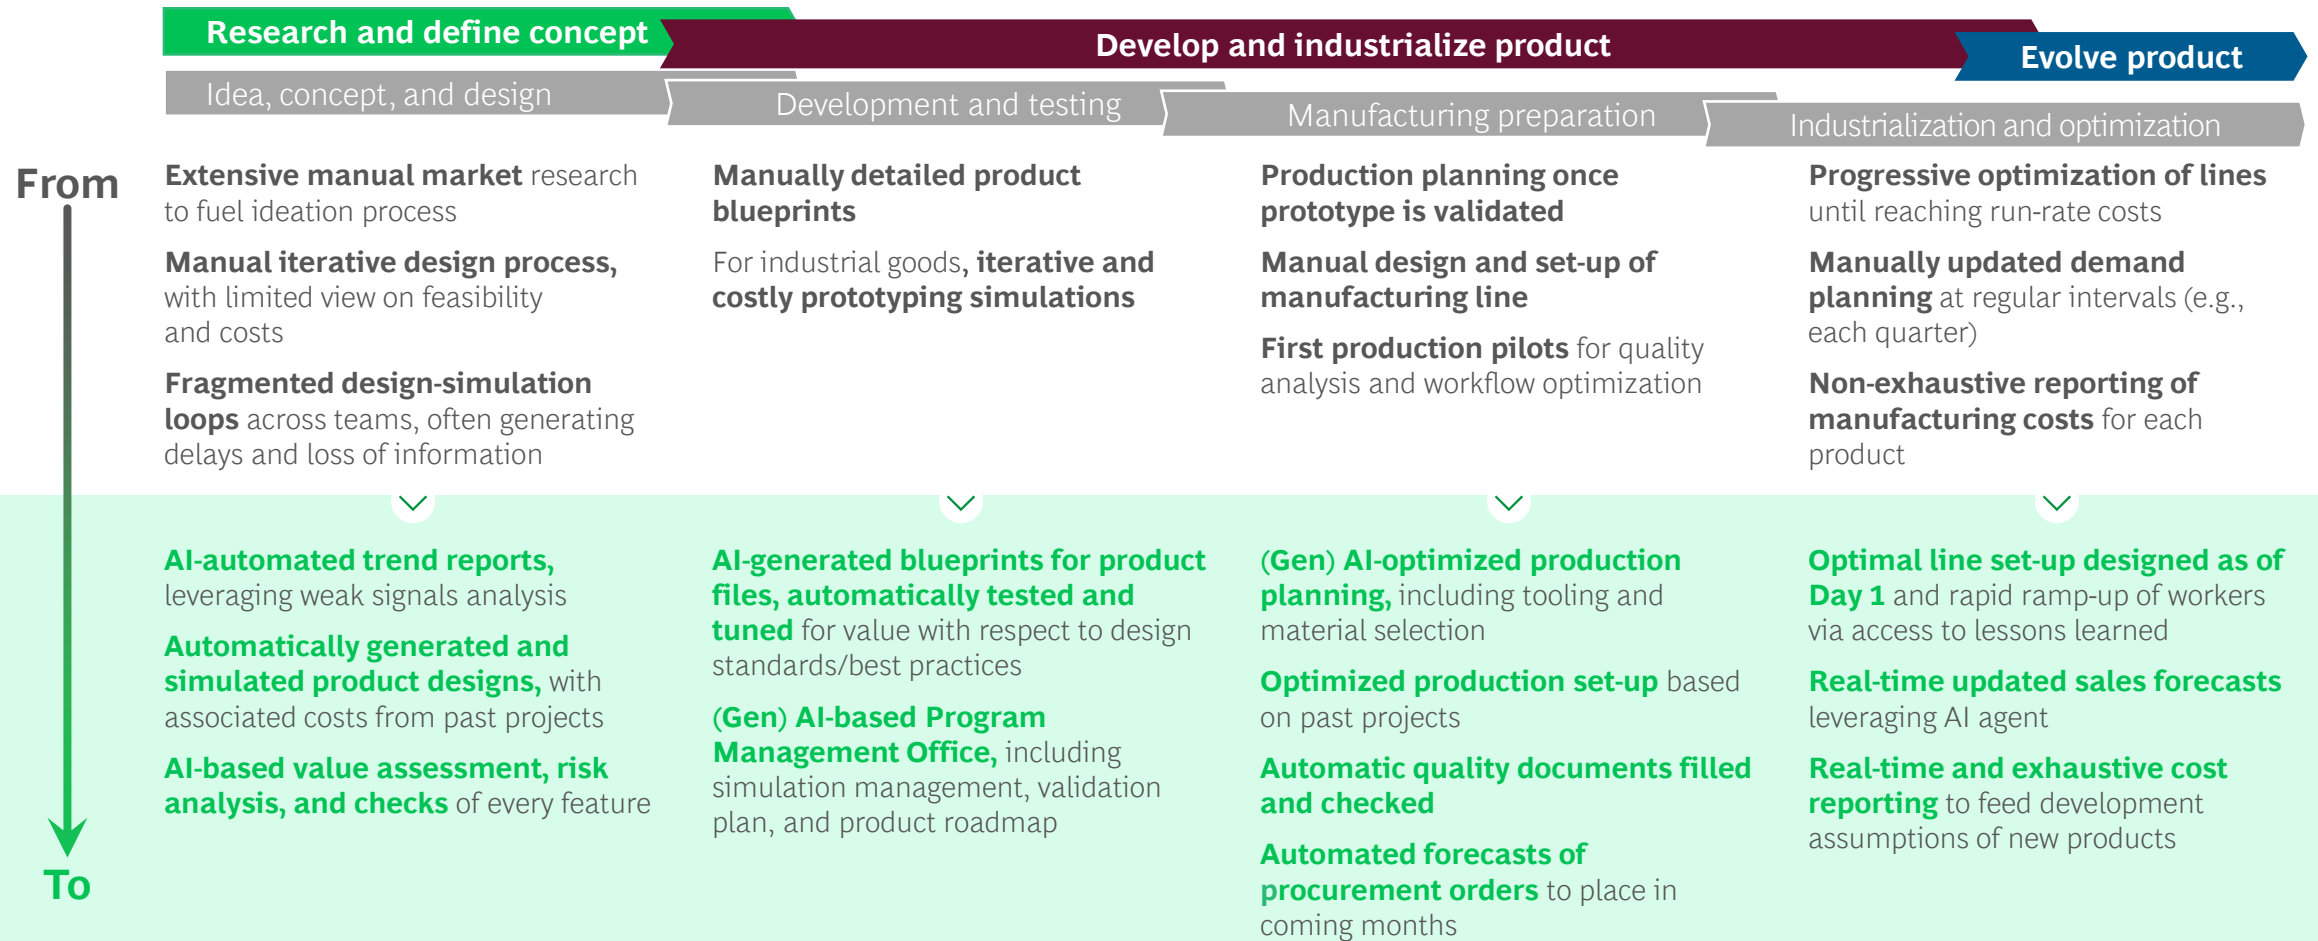 Research and define concept
Develop and industrialize product
Evolve product
Idea, concept, and design
Development and testing
Manufacturing preparation
Industrialization and optimization
From
Extensive manual market research
to fuel ideation process
Manual iterative design process,
with limited view on feasibility
and costs
Fragmented design-simulation
loops across teams, often generating
delays and loss of information
Manually detailed product
blueprints
For industrial goods, iterative and
costly prototyping simulations
Production planning once
prototype is validated
Manual design and set-up of
manufacturing line
First production pilots for quality
analysis and workflow optimization
Progressive optimization of lines
until reaching run-rate costs
Manually updated demand
planning at regular intervals (e.g.,
each quarter)
Non-exhaustive reporting of
manufacturing costs for each
product
To
AI-automated trend reports,
leveraging weak signals analysis
Automatically generated and
simulated product designs, with
associated costs from past projects
AI-based value assessment, risk
analysis, and checks of every feature
AI-generated blueprints for product
files, automatically tested and
tuned for value with respect to design
standards/best practices
(Gen) AI-based Program
Management Office, including
simulation management, validation
plan, and product roadmap
(Gen) AI-optimized production
planning, including tooling and
material selection
Optimized production set-up based
on past projects
Automatic quality documents filled
and checked
Automated forecasts of
procurement orders to place in
coming months
Optimal line set-up designed as of
Day 1 and rapid ramp-up of workers
via access to lessons learned
Real-time updated sales forecasts
leveraging AI agent
Real-time and exhaustive cost
reporting to feed development
assumptions of new products